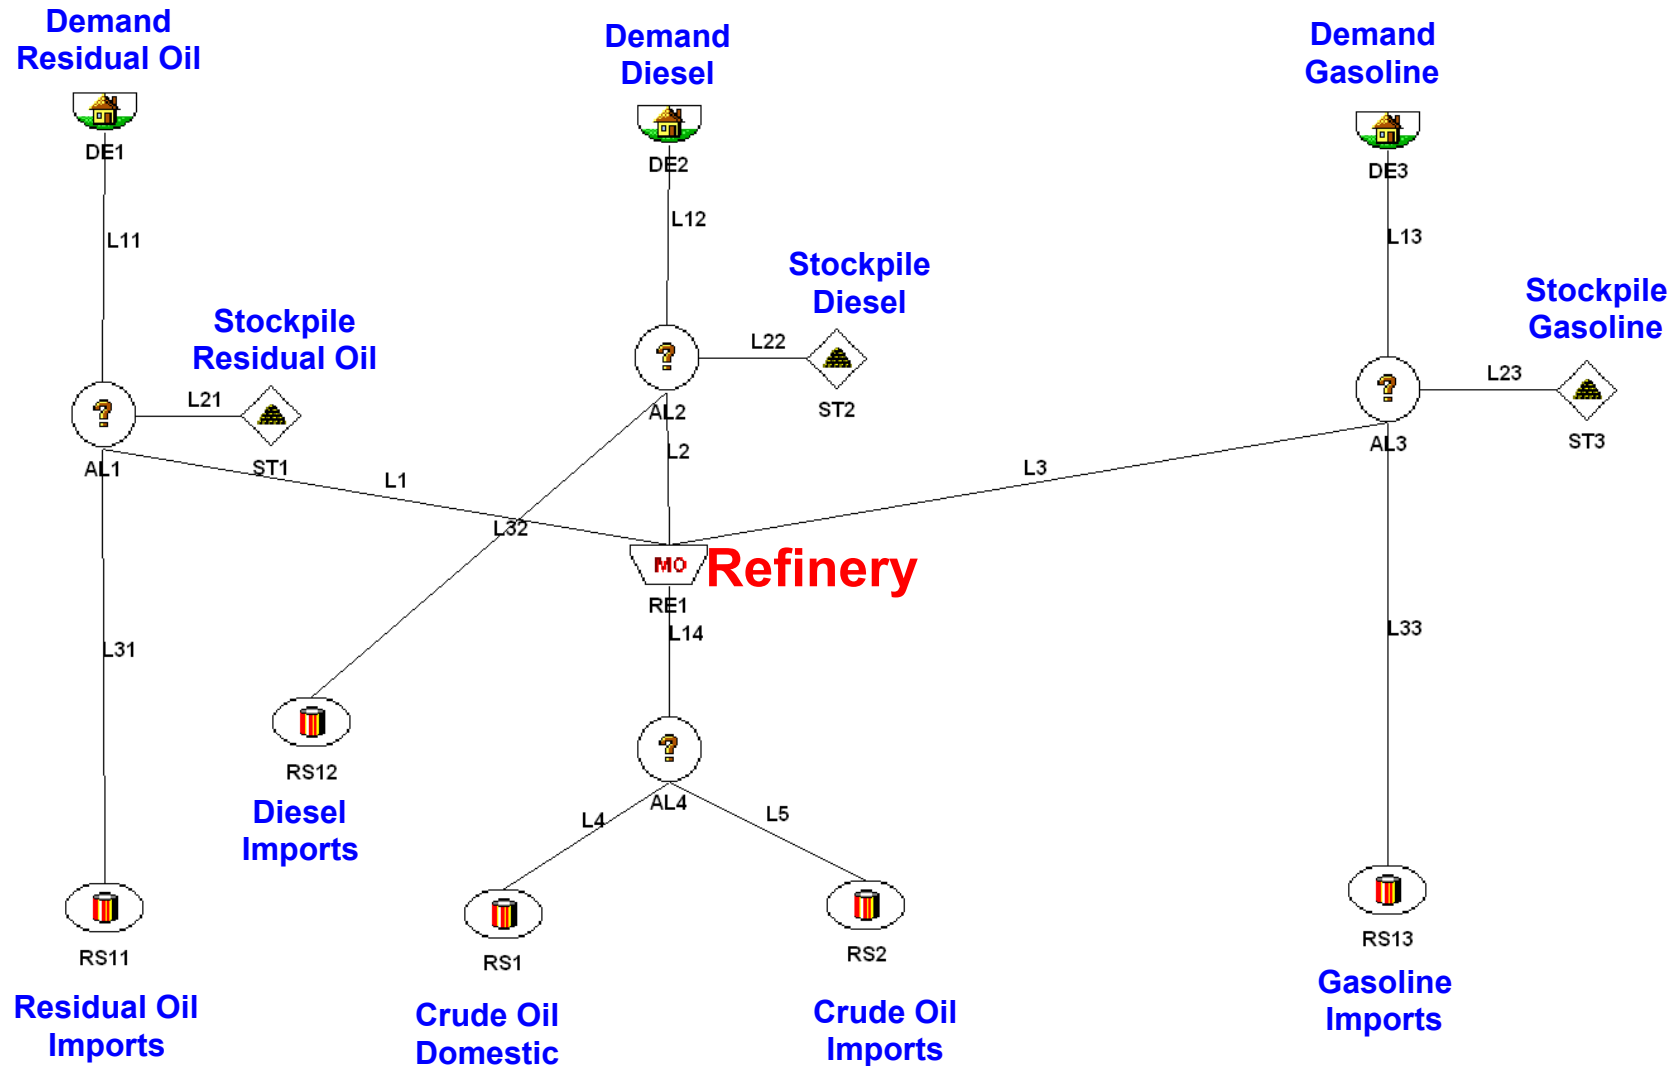 Demand
Residual Oil
Demand
Diesel
Demand
Gasoline
DE1
DE2
DE3
L11
L12
L13
Stockpile
Residual Oil
Stockpile
Diesel
Stockpile
Gasoline
L21
L22
L23
AL1
ST1
AL2
ST2
AL3
ST3
L1
L2
L3
L32
MO
Refinery
RE1
L14
L31
L33
RS12
Diesel
Imports
AL4
L4
L5
RS11
RS1
RS2
RS13
Residual Oil
Imports
Crude Oil
Domestic
Crude Oil
Imports
Gasoline
Imports